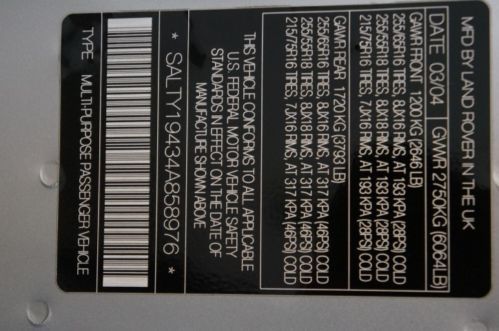 MFD BY LAND ROVER IN THE UK
DATE 03/04 GVWR 2750KG (6064LB)
GAWR FRONT 1200 KG (2646 LB)
255/65R16 TIRES, 8JX16 RIMS, AT 193 KPA (28PSI) COLD
255/55R18 TIRES, 8JX18 RIMS, AT 193 KPA (28PSI) COLD
215/75R16 TIRES, 7JX16 RIMS, AT 193 KPA (28PSI) COLD
GAWR REAR 1720 KG (3793 LB)
255/65R16 TIRES, 8JX16 RIMS, AT 317 KPA (46PSI) COLD
255/55R18 TIRES, 8JX18 RIMS, AT 317 KPA (46PSI) COLD
215/75R16 TIRES, 7JX16 RIMS, AT 317 KPA (46PSI) COLD
THIS VEHICLE CONFORMS TO ALL APPLICABLE
U.S. FEDERAL MOTOR VEHICLE SAFETY
STANDARDS IN EFFECT ON THE DATE OF
MANUFACTURE SHOWN ABOVE
* SALTY19434A858976 *
TYPE MULTI-PURPOSE PASSENGER VEHICLE